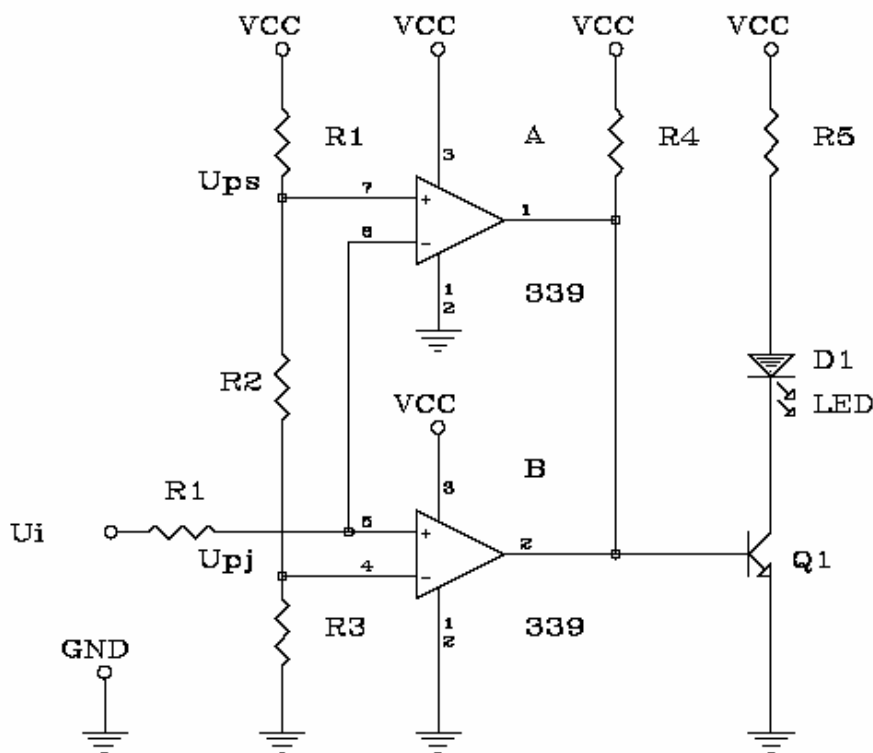 VCC VCC VCC VCC
R1 A R4 R5
3
Ups 7 + 1
6 -
1
2 339
R2 D1
VCC LED
B
R1 3
Ui 5 + 2
Upj 4 - Q1
R3 1
2 339
GND